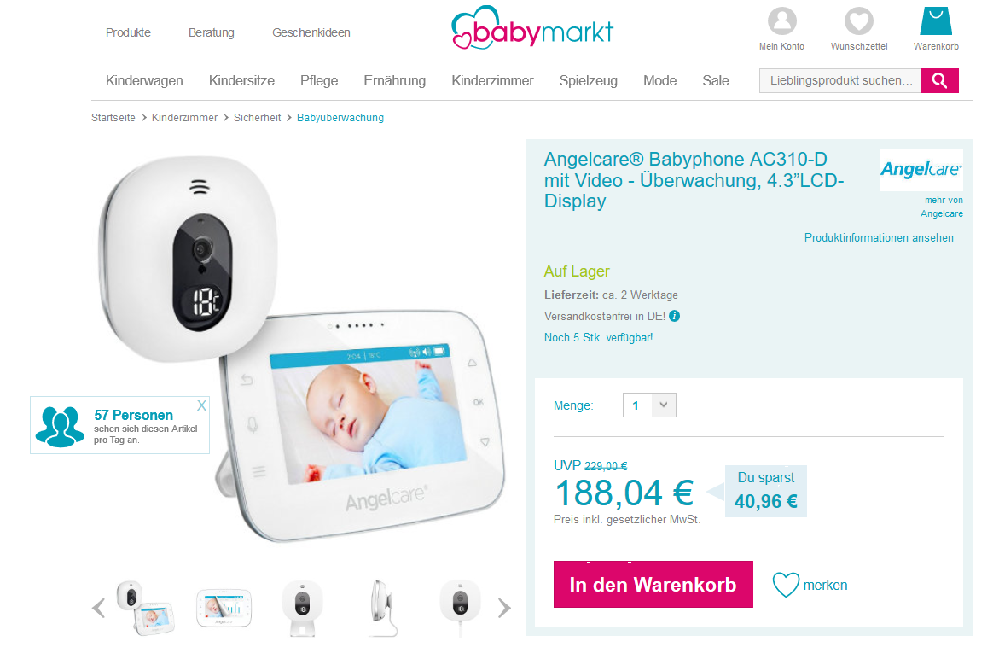 Produkte
Beratung
Geschenkideen
babymarkt
Mein Konto
Wunschzettel
Warenkorb
Kinderwagen
Kindersitze
Pflege
Ernährung
Kinderzimmer
Spielzeug
Mode
Sale
Lieblingsprodukt suchen...
Startseite > Kinderzimmer > Sicherheit > Babyüberwachung
Angelcare® Babyphone AC310-D
mit Video - Überwachung, 4.3”LCD-
Display
Angelcare®
mehr von
Angelcare
Produktinformationen ansehen
Auf Lager
Lieferzeit: ca. 2 Werktage
Versandkostenfrei in DE! i
Noch 5 Stk. verfügbar!
18°C
2:04 | 18°C
OK
Angelcare®
X
57 Personen
sehen sich diesen Artikel
pro Tag an.
Menge:
1
UVP 229,00 €
188,04 €
Preis inkl. gesetzlicher MwSt.
Du sparst
40,96 €
In den Warenkorb
merken